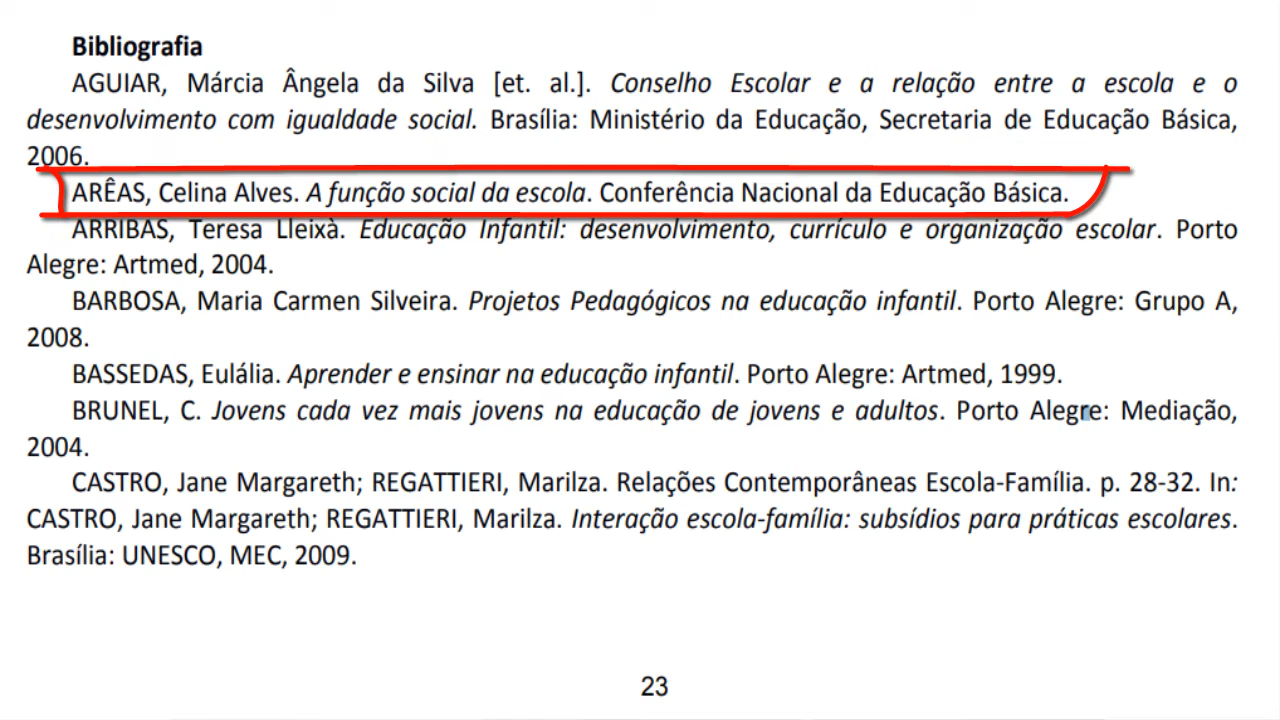 Bibliografia
AGUIAR, Márcia Ângela da Silva [et. al.]. Conselho Escolar e a relação entre a escola e o
desenvolvimento com igualdade social. Brasília: Ministério da Educação, Secretaria de Educação Básica,
2006.
ARÊAS, Celina Alves. A função social da escola. Conferência Nacional da Educação Básica.
ARRIBAS, Teresa Lleixà. Educação Infantil: desenvolvimento, currículo e organização escolar. Porto
Alegre: Artmed, 2004.
BARBOSA, Maria Carmen Silveira. Projetos Pedagógicos na educação infantil. Porto Alegre: Grupo A,
2008.
BASSEDAS, Eulália. Aprender e ensinar na educação infantil. Porto Alegre: Artmed, 1999.
BRUNEL, C. Jovens cada vez mais jovens na educação de jovens e adultos. Porto Alegre: Mediação,
2004.
CASTRO, Jane Margareth; REGATTIERI, Marilza. Relações Contemporâneas Escola-Família. p. 28-32. In:
CASTRO, Jane Margareth; REGATTIERI, Marilza. Interação escola-família: subsídios para práticas escolares.
Brasília: UNESCO, MEC, 2009.
23